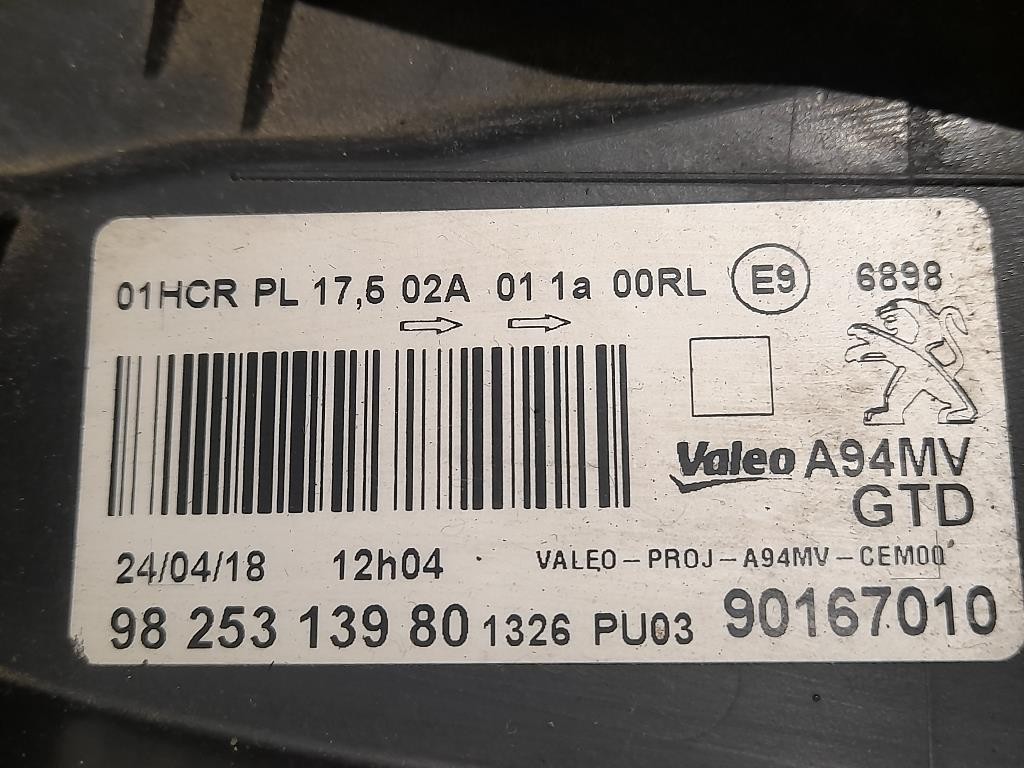 01HCR PL 17,5 02A 01 1a 00RL E9 6898
Valeo A94MV
GTD
24/04/18 12h04 VALEO-PROJ-A94MV-CEM00
98 253 139 80 1326 PU03 90167010